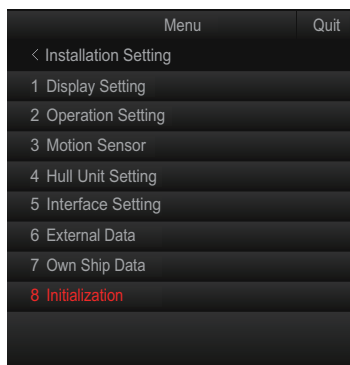 Menu Quit
< Installation Setting
1 Display Setting
2 Operation Setting
3 Motion Sensor
4 Hull Unit Setting
5 Interface Setting
6 External Data
7 Own Ship Data
8 Initialization